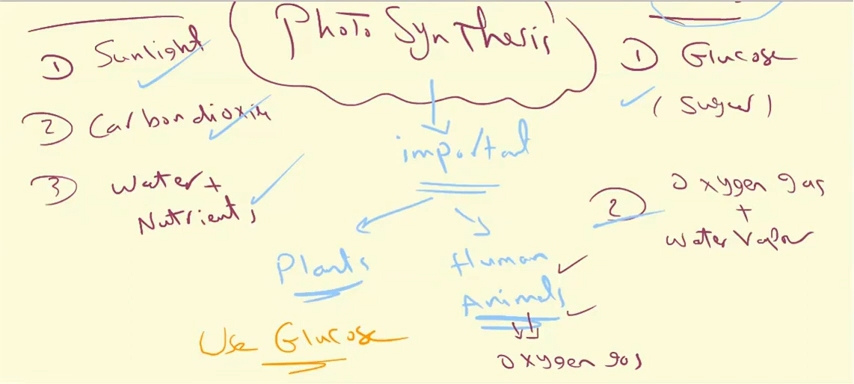 Photo Synthesis
① Sunlight
② Carbondioxin
③ Water +
Nutrients
important
Plants
Use Glucose
Human
Animals
Oxygen gas
① Glucose
(Sugar)
② Oxygen gas
+
Water Vapor